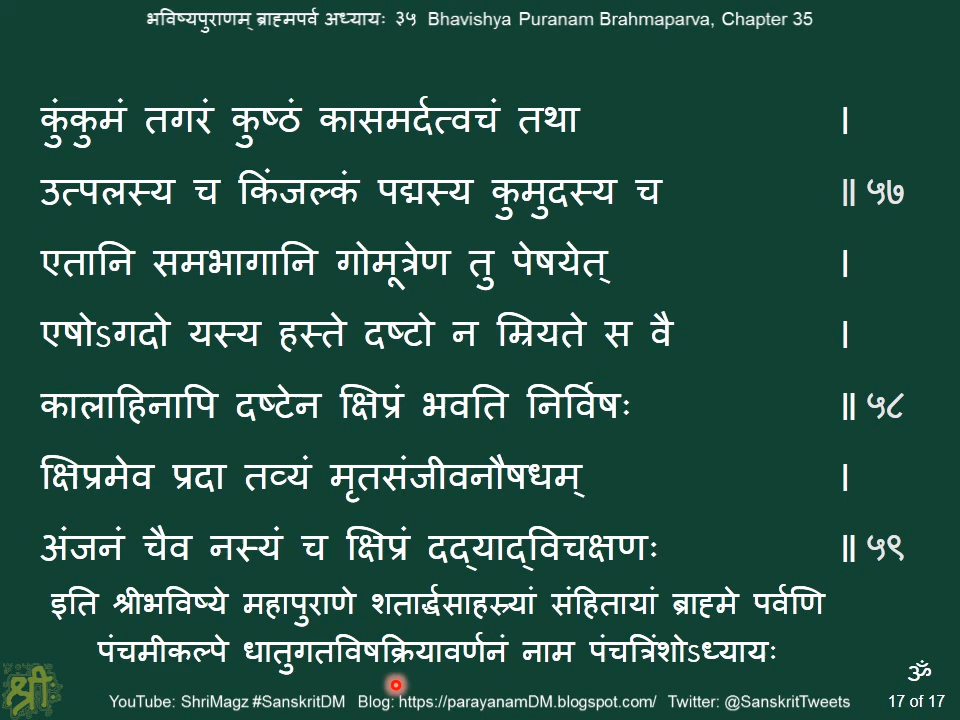 भविष्यपुराणम् ब्राह्मपर्व अध्यायः ३५ Bhavishya Puranam Brahmaparva, Chapter 35
कुंकुमं तगरं कुष्ठं कासमर्दत्वचं तथा ।
उत्पलस्य च किंजल्कं पद्मस्य कुमुदस्य च ॥ ५७
एतानि समभागानि गोमूत्रेण तु पेषयेत् ।
एषोऽगदो यस्य हस्ते दष्टो न म्रियते स वै ।
कालाहिनापि दष्टेन क्षिप्रं भवति निर्विषः ॥ ५८
क्षिप्रमेव प्रदा तव्यं मृतसंजीवनौषधम् ।
अंजनं चैव नस्यं च क्षिप्रं दद्याद्विचक्षणः ॥ ५९
इति श्रीभविष्ये महापुराणे शतार्द्धसाहस्र्यां संहितायां ब्राह्मे पर्वणि
पंचमीकल्पे धातुगतविषक्रियावर्णनं नाम पंचत्रिंशोऽध्यायः
श्रीः
ॐ
YouTube: ShriMagz #SanskritDM Blog: https://parayanamDM.blogspot.com/ Twitter: @SanskritTweets 17 of 17